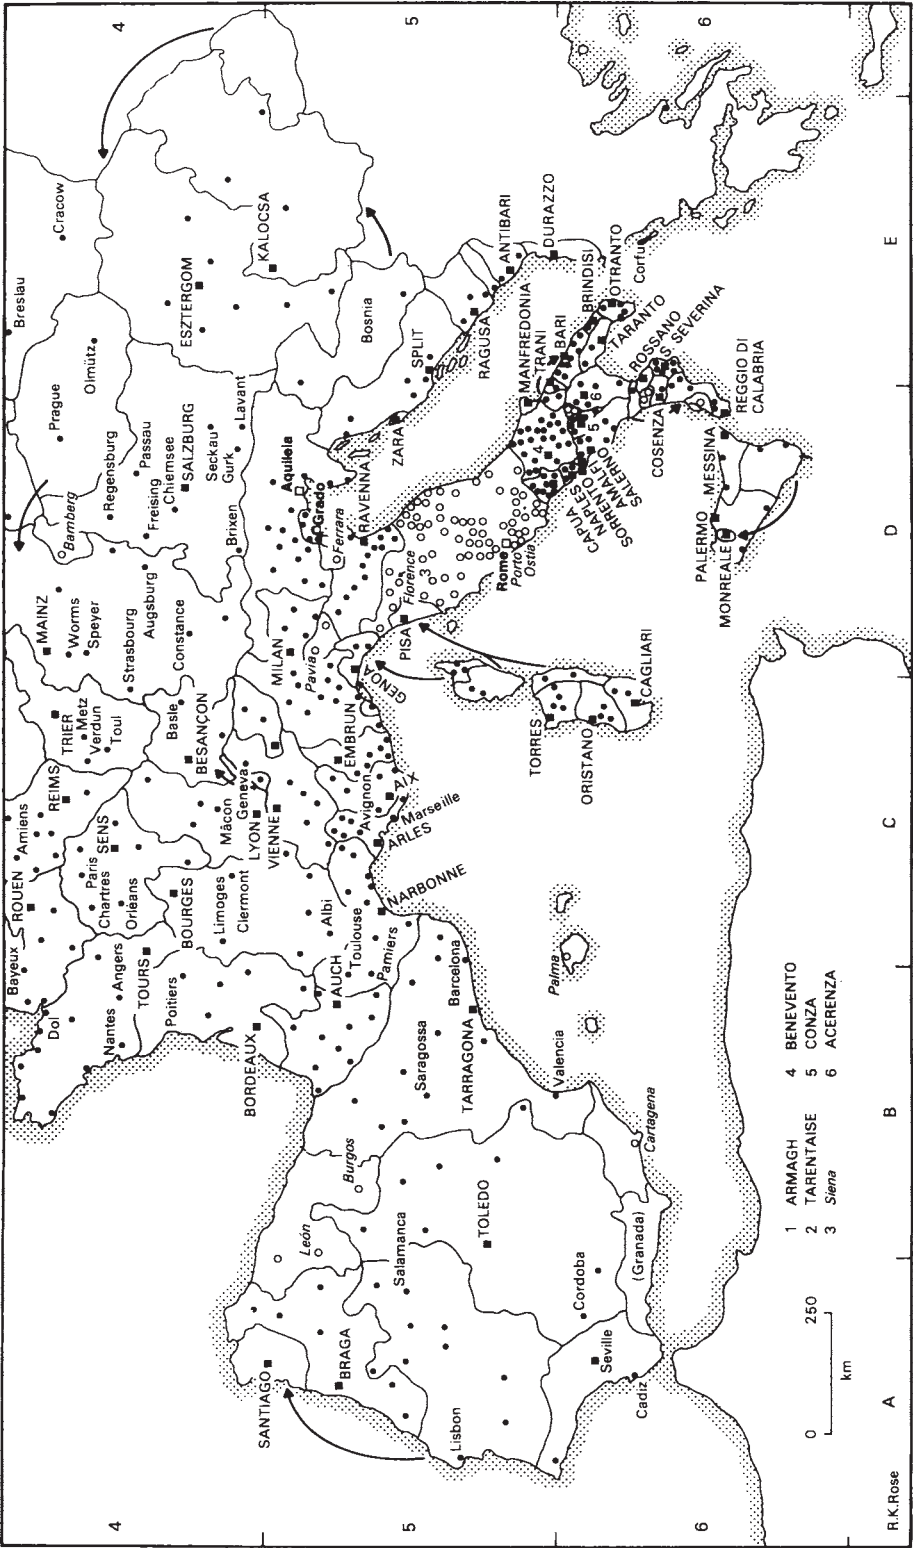 4
5
6
Breslau
Cracow
Prague
Olmütz
Bamberg
Regensburg
Passau
Freising
Chiemsee
SALZBURG
Seckau
Gurk
Lavant
Brixen
ESZTERGOM
KALOCSA
Bosnia
SPLIT
ZARA
RAGUSA
ANTIBARI
DURAZZO
Corfu
E
MAINZ
Worms
Speyer
Strasbourg
Augsburg
Constance
Basle
BESANÇON
TRIER
Metz
Verdun
Toul
REIMS
Amiens
ROUEN
SENS
Paris
Chartres
Orléans
BOURGES
Mâcon
Geneva
LYON
VIENNE
Limoges
Clermont
Bayeux
Dol
Angers
Nantes
TOURS
Poitiers
BORDEAUX
Albi
Toulouse
AUCH
Pamiers
NARBONNE
ARLES
Marseille
AIX
Avignon
EMBRUN
GENOA
MILAN
Pavia
Aquileia
Grado
Ferrara
RAVENNA
Florence
3
PISA
Rome
Porto
Ostia
CAPUA
NAPLES
SORRENTO
AMALFI
SALERNO
4
5
6
MANFREDONIA
TRANI
BARI
BRINDISI
OTRANTO
TARANTO
ROSSANO
S. SEVERINA
COSENZA
REGGIO DI
CALABRIA
MESSINA
PALERMO
MONREALE
D
TORRES
ORISTANO
CAGLIARI
C
Palma
Barcelona
Saragossa
TARRAGONA
Valencia
Cartagena
B
Burgos
León
Salamanca
TOLEDO
Cordoba
(Granada)
Seville
Cadiz
Lisbon
BRAGA
SANTIAGO
A
1 ARMAGH
2 TARENTAISE
3 Siena
4 BENEVENTO
5 CONZA
6 ACERENZA
0 250
km
4
5
6
R.K.Rose